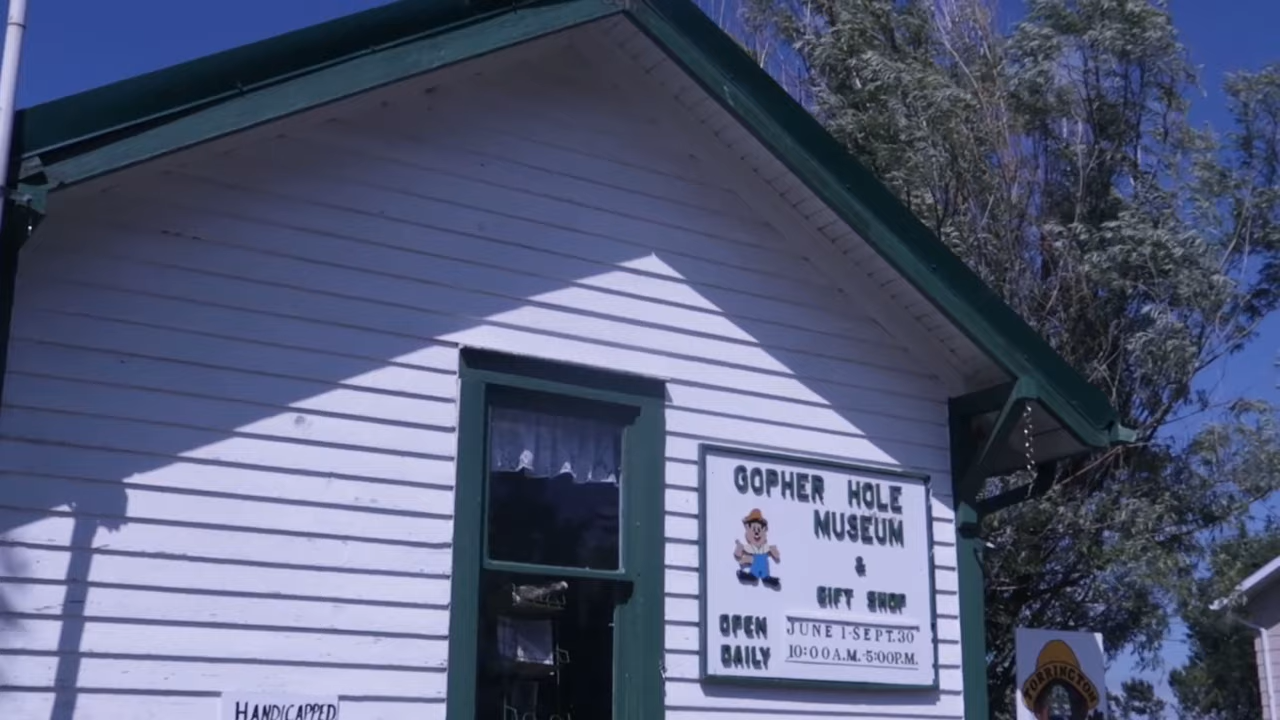 GOPHER HOLE
MUSEUM
&
GIFT SHOP
OPEN DAILY
JUNE 1-SEPT.30
10:00A.M.-5:00P.M.
HANDICAPPED
TORRINGTON